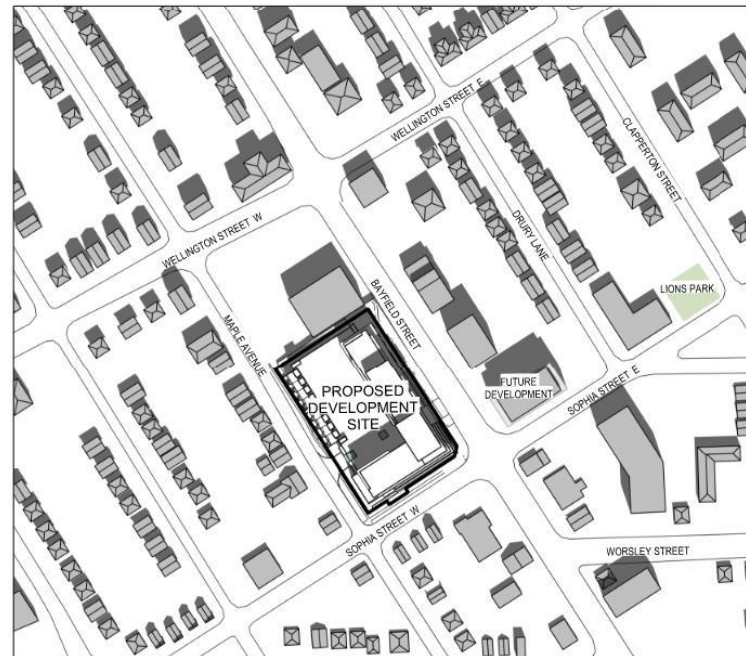 WELLINGTON STREET E
CLAPPERTON STREET
DRURY LANE
WELLINGTON STREET W
LIONS PARK
BAYFIELD STREET
MAPLE AVENUE
PROPOSED
DEVELOPMENT
SITE
FUTURE
DEVELOPMENT
SOPHIA STREET E
SOPHIA STREET W
WORSLEY STREET